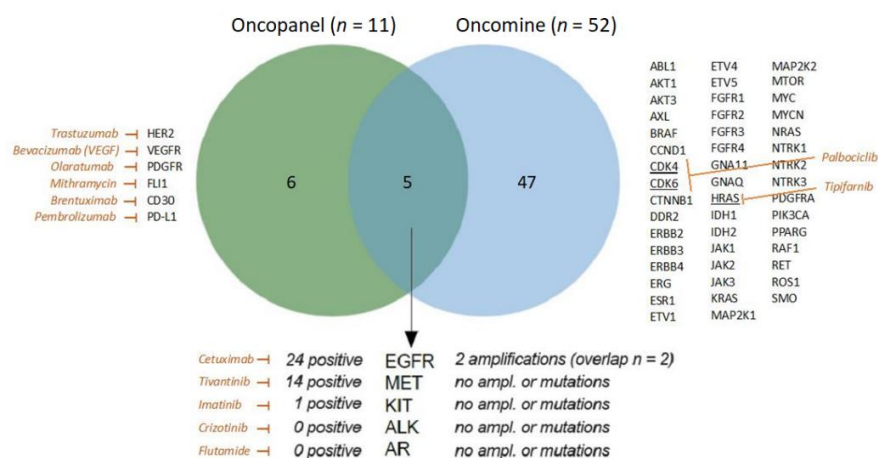 Oncopanel (n = 11) Oncomine (n = 52)
Trastuzumab HER2
Bevacizumab (VEGF) VEGFR
Olaratumab PDGFR
Mithramycin FLI1
Brentuximab CD30
Pembrolizumab PD-L1
6 5 47
ABL1 ETV4 MAP2K2
AKT1 ETV5 MTOR
AKT3 FGFR1 MYC
AXL FGFR2 MYCN
BRAF FGFR3 NRAS
CCND1 FGFR4 NTRK1
CDK4 GNA11 NTRK2 Palbociclib
CDK6 GNAQ NTRK3 Tipifarnib
CTNNB1 HRAS PDGFRA
DDR2 IDH1 PIK3CA
ERBB2 IDH2 PPARG
ERBB3 JAK1 RAF1
ERBB4 JAK2 RET
ERG JAK3 ROS1
ESR1 KRAS SMO
ETV1 MAP2K1
Cetuximab 24 positive EGFR 2 amplifications (overlap n = 2)
Tivantinib 14 positive MET no ampl. or mutations
Imatinib 1 positive KIT no ampl. or mutations
Crizotinib 0 positive ALK no ampl. or mutations
Flutamide 0 positive AR no ampl. or mutations